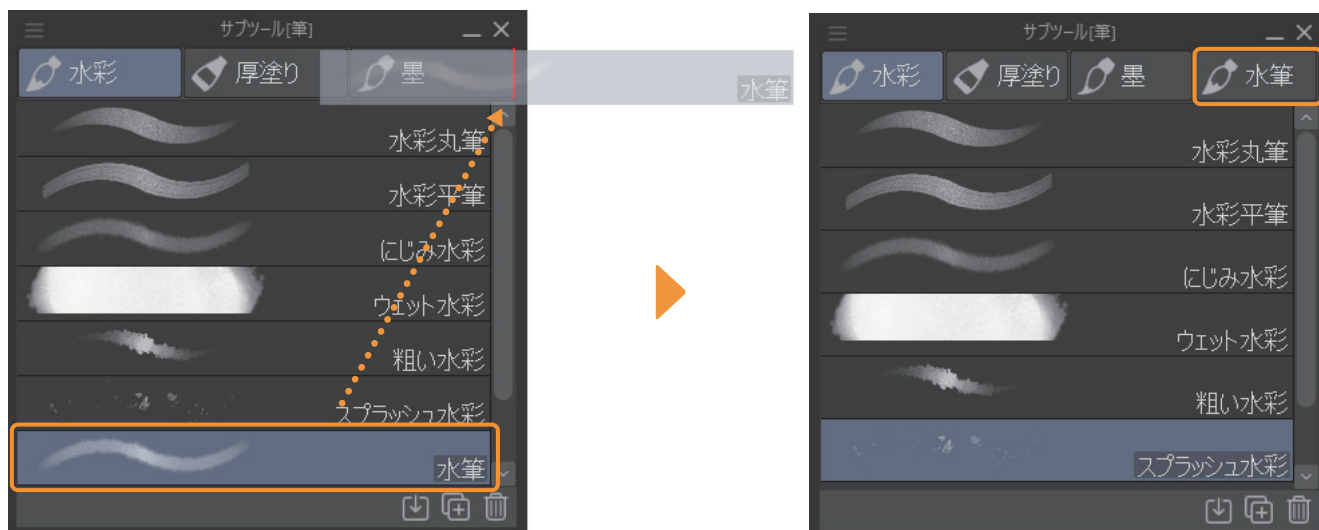 サブツール[筆]
水彩
厚塗り
墨
水筆
水彩丸筆
水彩平筆
にじみ水彩
ウェット水彩
粗い水彩
スプラッシュ水彩
水筆
サブツール[筆]
水彩
厚塗り
墨
水筆
水彩丸筆
水彩平筆
にじみ水彩
ウェット水彩
粗い水彩
スプラッシュ水彩